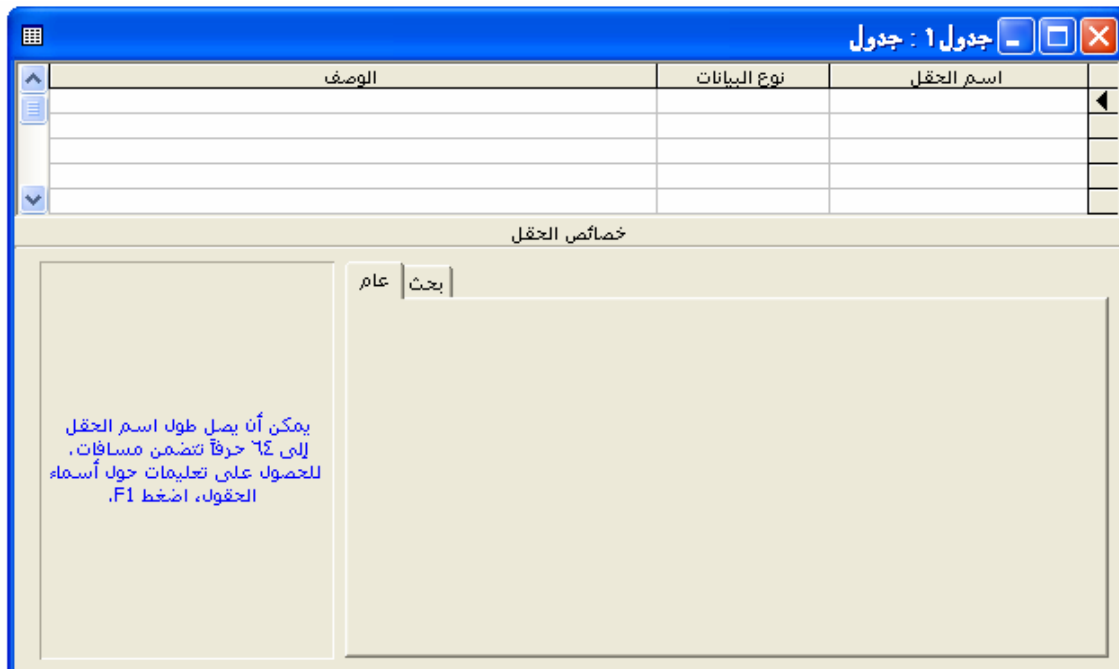 جدول١ : جدول
اسم الحقل نوع البيانات الوصف
خصائص الحقل
عام بحث
يمكن أن يصل طول اسم الحقل
إلى ٦٤ حرفاً تتضمن مسافات.
للحصول على تعليمات حول أسماء
الحقول، اضغط F1.